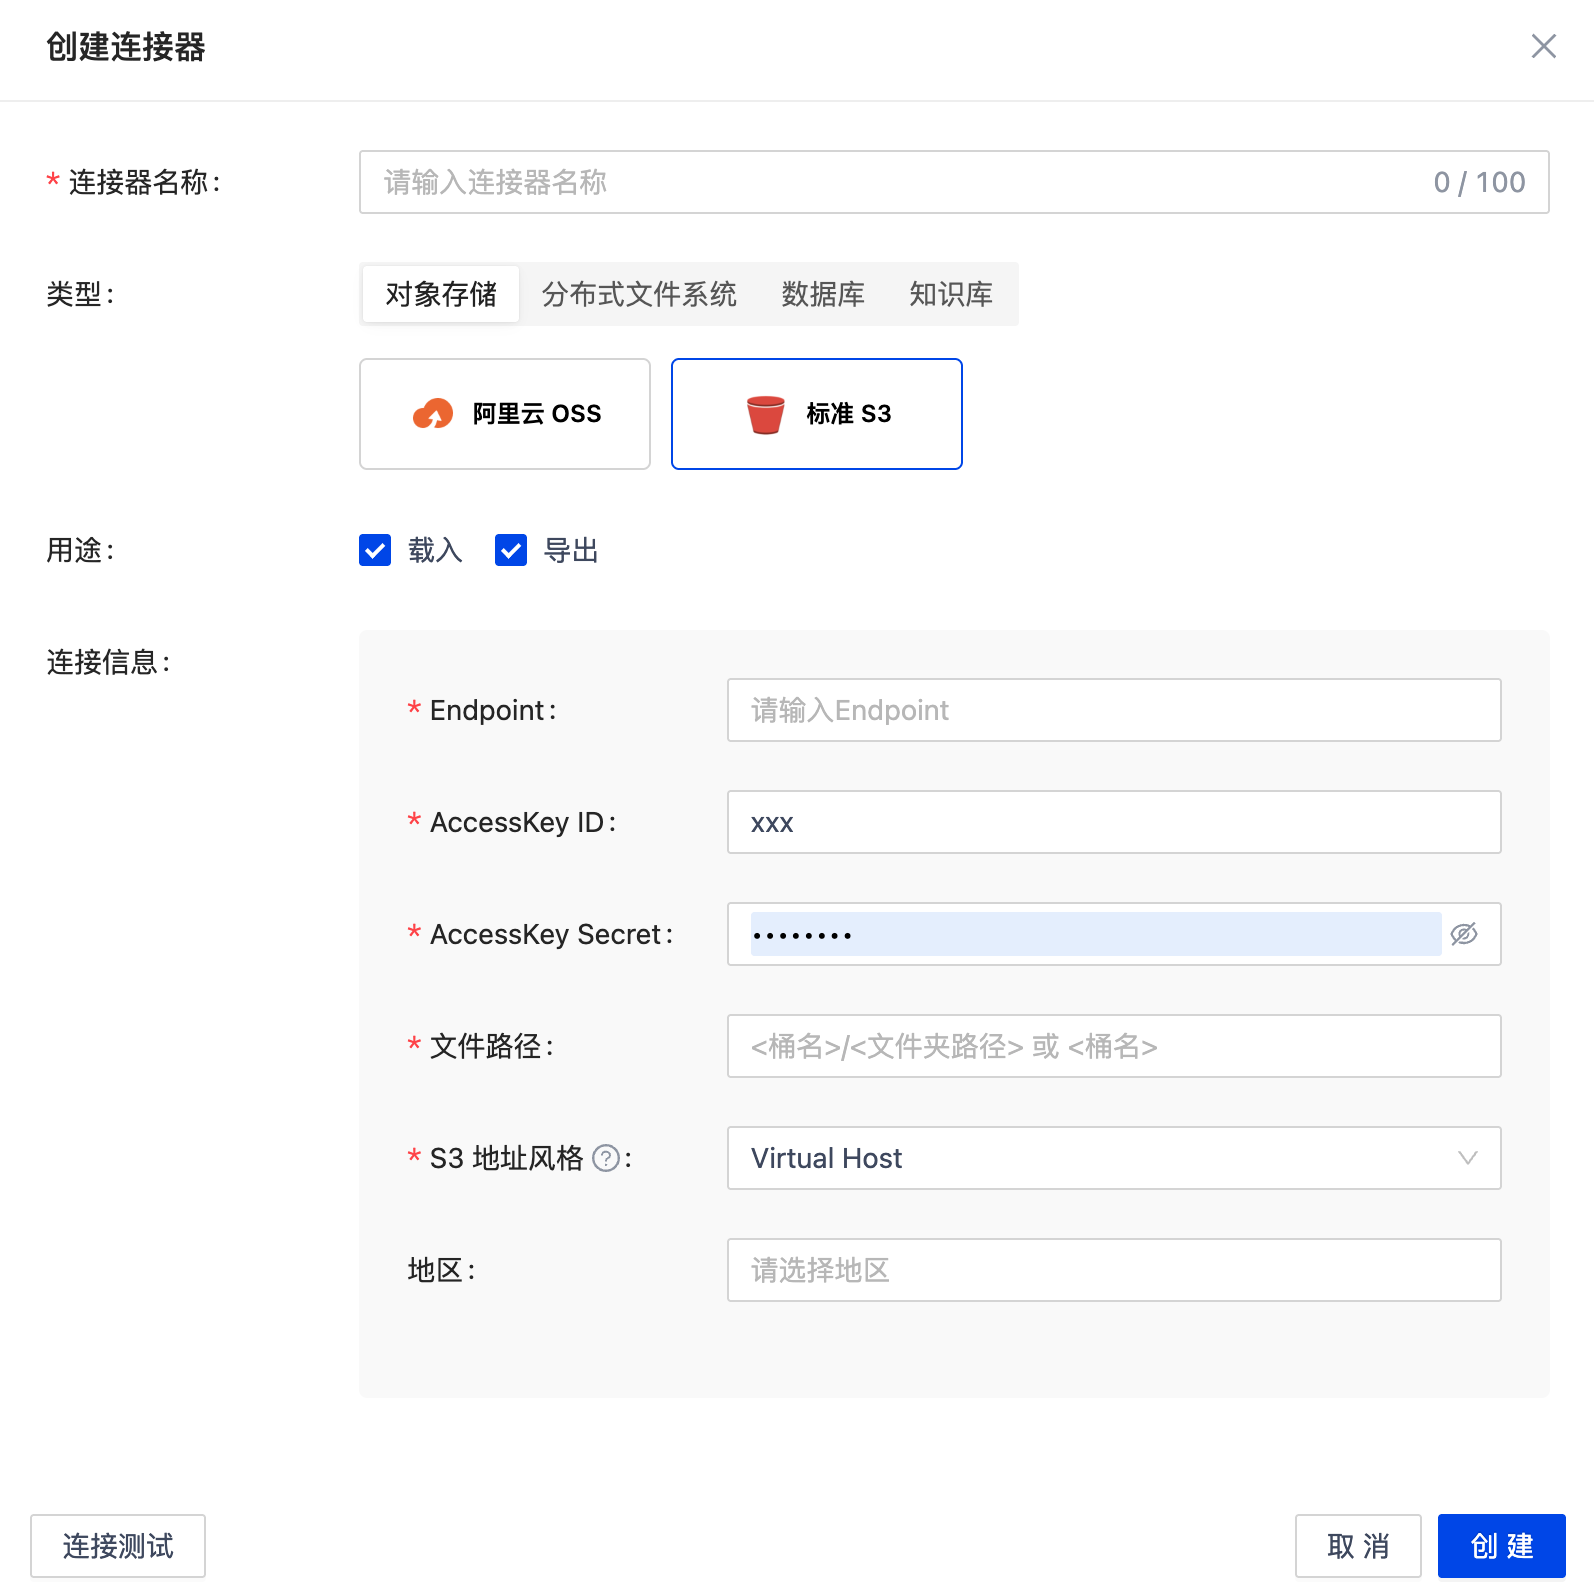 创建连接器
* 连接器名称:
请输入连接器名称 0 / 100
类型:
对象存储 分布式文件系统 数据库 知识库
阿里云 OSS 标准 S3
用途:
载入 导出
连接信息:
* Endpoint:
请输入Endpoint
* AccessKey ID:
xxx
* AccessKey Secret:
••••••••
* 文件路径:
<桶名>/<文件夹路径> 或 <桶名>
* S3 地址风格 ? :
Virtual Host
地区:
请选择地区
连接测试 取 消 创 建